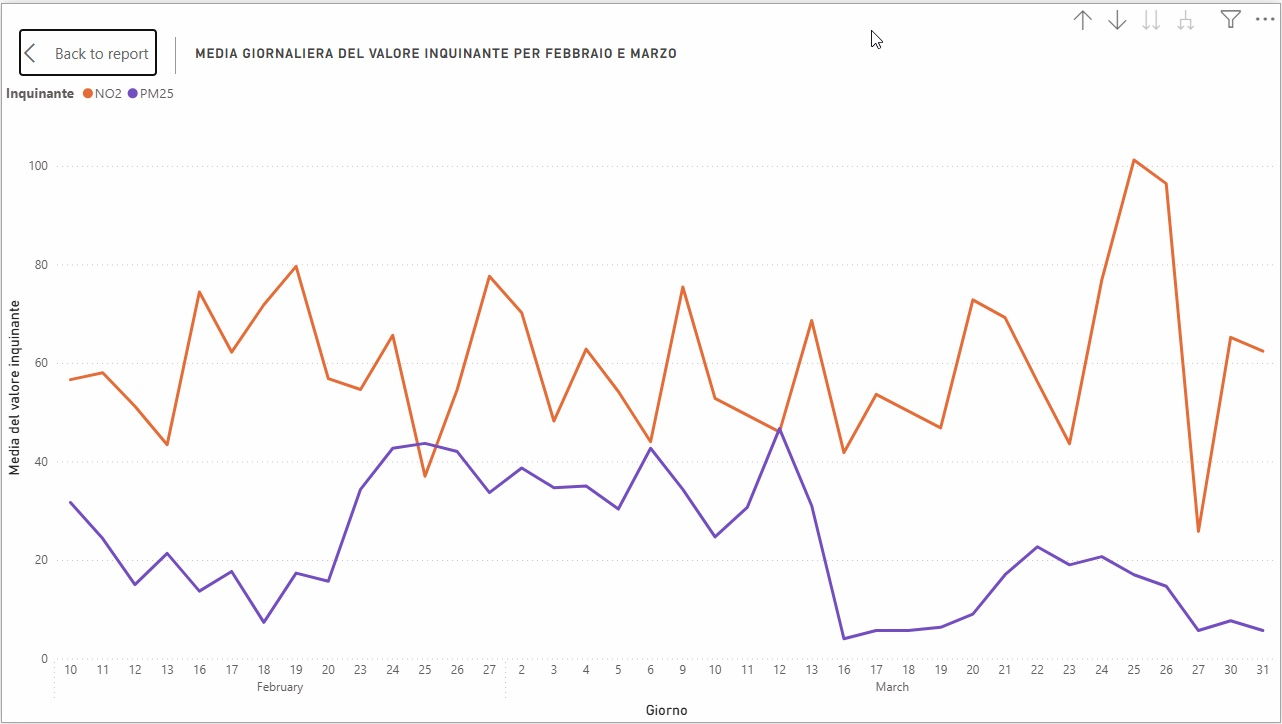 Back to report
MEDIA GIORNALIERA DEL VALORE INQUINANTE PER FEBBRAIO E MARZO
Inquinante NO2 PM25
100
80
60
40
20
0
Media del valore inquinante
10 11 12 13 16 17 18 19 20 23 24 25 26 27 2 3 4 5 6 9 10 11 12 13 16 17 18 19 20 21 22 23 24 25 26 27 30 31
February March
Giorno